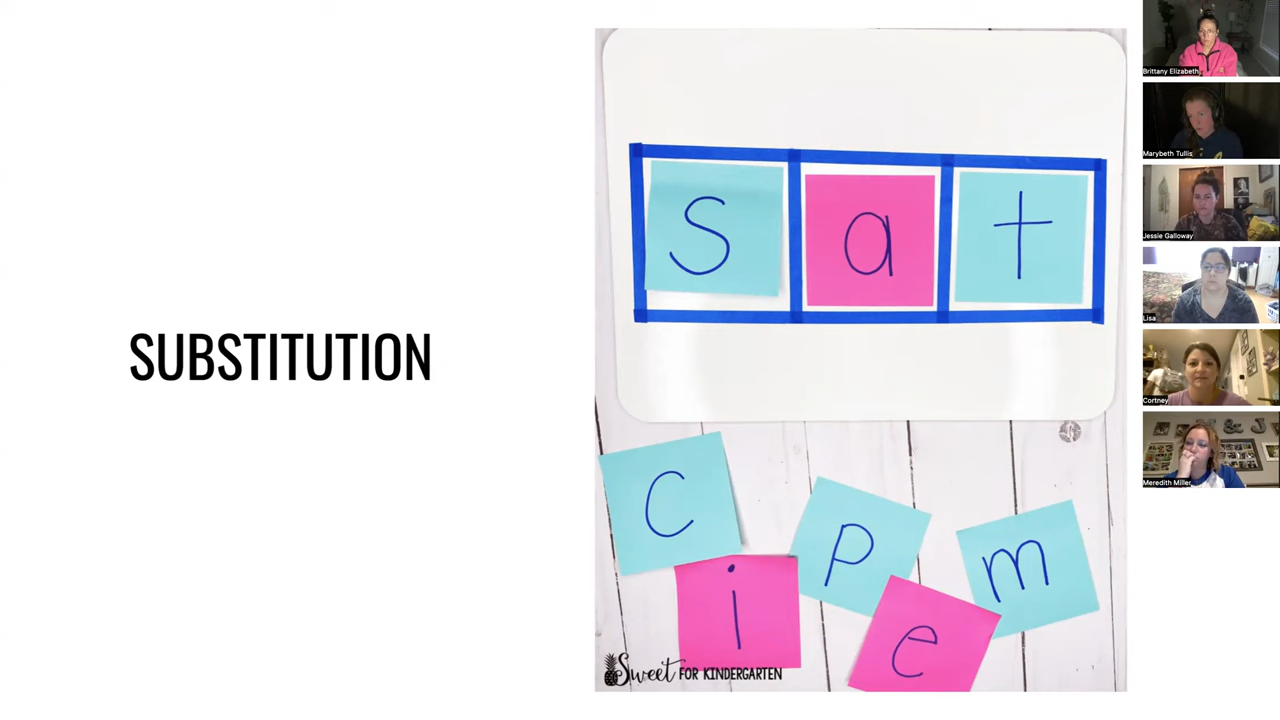 SUBSTITUTION
s a t
c p m
i e
Sweet FOR KINDERGARTEN
Brittany Elizabeth
Marybeth Tullis
Jessie Galloway
Lisa
Cortney
& J
Meredith Miller